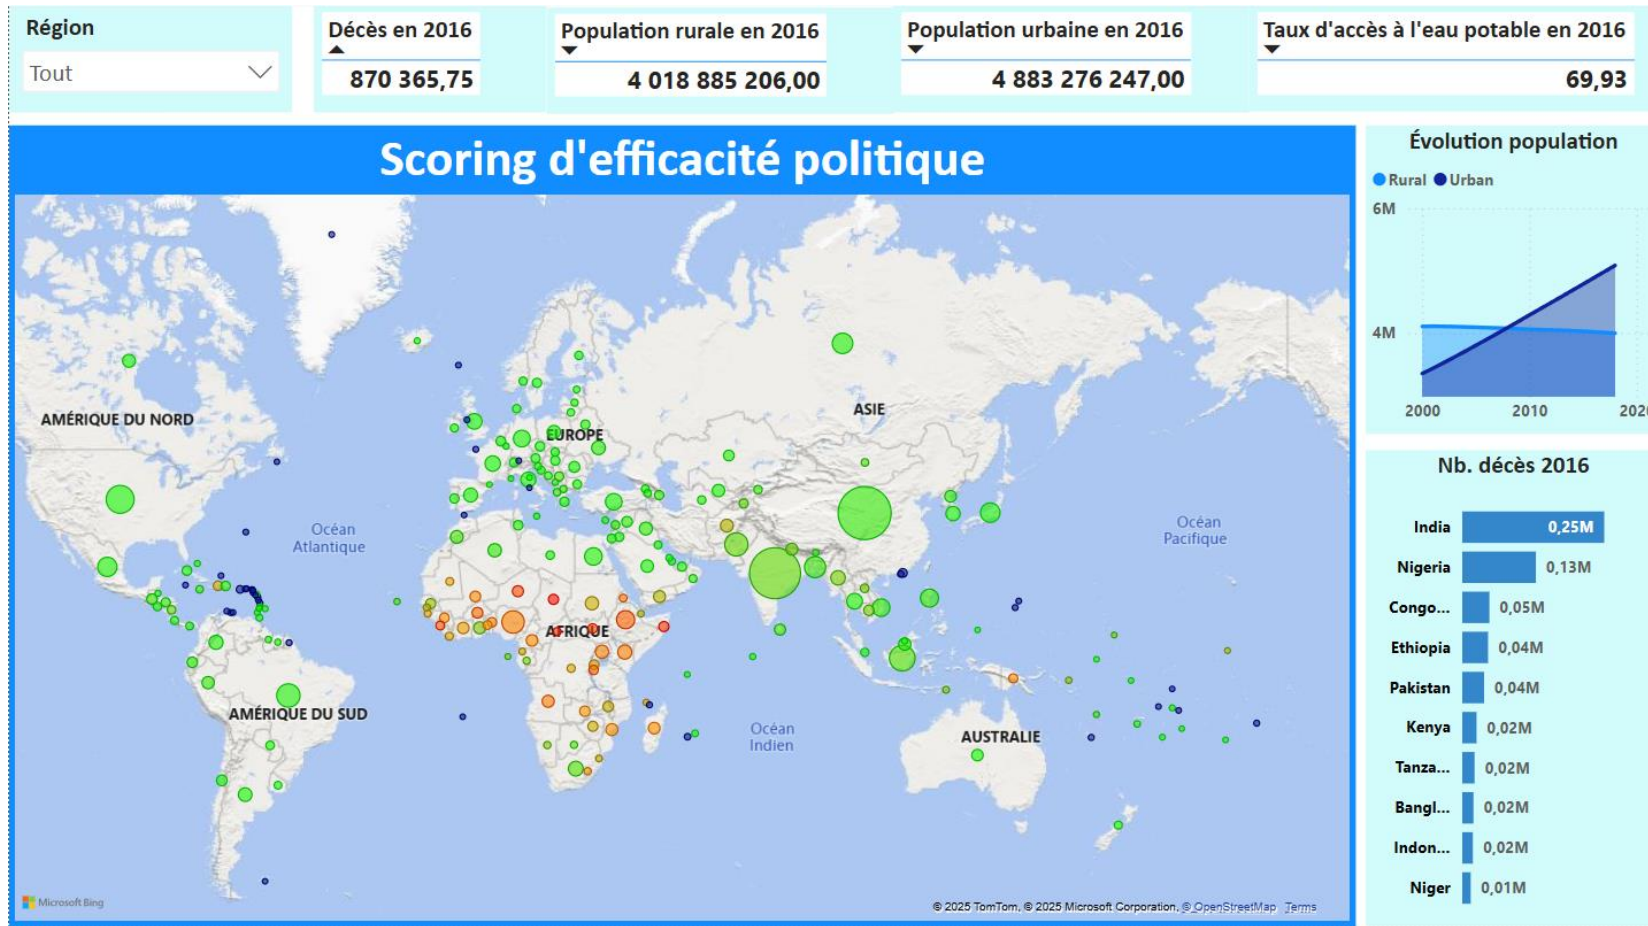 Région
Tout
Décès en 2016
870 365,75
Population rurale en 2016
4 018 885 206,00
Population urbaine en 2016
4 883 276 247,00
Taux d'accès à l'eau potable en 2016
69,93
Scoring d'efficacité politique
AMÉRIQUE DU NORD
EUROPE
ASIE
Océan
Atlantique
Océan
Pacifique
AFRIQUE
AMÉRIQUE DU SUD
Océan
Indien
AUSTRALIE
Microsoft Bing
© 2025 TomTom, © 2025 Microsoft Corporation, © OpenStreetMap Terms
Évolution population
Rural Urban
6M
4M
2000 2010 202
Nb. décès 2016
India 0,25M
Nigeria 0,13M
Congo... 0,05M
Ethiopia 0,04M
Pakistan 0,04M
Kenya 0,02M
Tanza... 0,02M
Bangl... 0,02M
Indon... 0,02M
Niger 0,01M